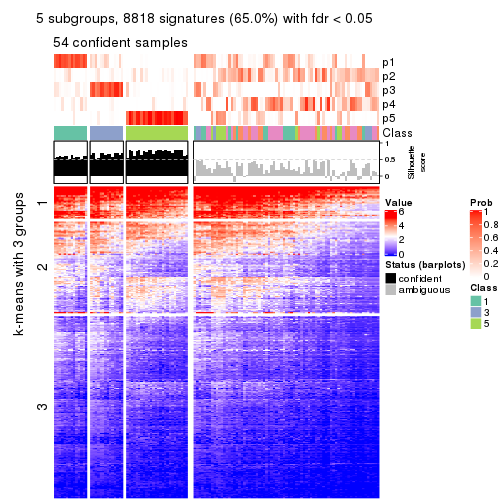 5 subgroups, 8818 signatures (65.0%) with fdr < 0.05
54 confident samples
p1
p2
p3
p4
p5
Class
1
0.5
0
Silhouette
score
k-means with 3 groups
1
2
3
Value
6
4
2
0
Status (barplots)
confident
ambiguous
Prob
1
0.8
0.6
0.4
0.2
0
Class
1
3
5